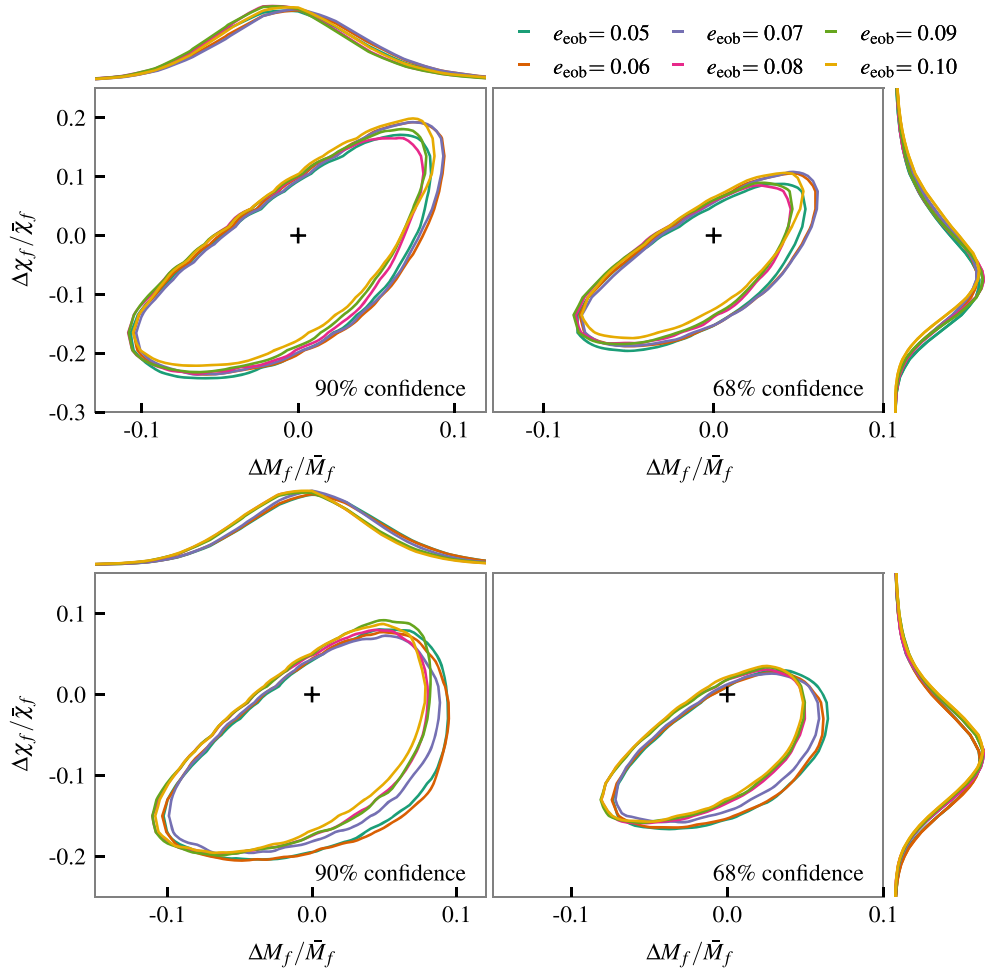 e_eob = 0.05 e_eob = 0.07 e_eob = 0.09
e_eob = 0.06 e_eob = 0.08 e_eob = 0.10
0.2
0.1
0.0
-0.1
-0.2
-0.3
Δχ_f/χ̄_f
90% confidence
68% confidence
-0.1 0.0 0.1
-0.1 0.0 0.1
ΔM_f/M̄_f
ΔM_f/M̄_f
0.1
0.0
-0.1
-0.2
Δχ_f/χ̄_f
90% confidence
68% confidence
-0.1 0.0 0.1
-0.1 0.0 0.1
ΔM_f/M̄_f
ΔM_f/M̄_f